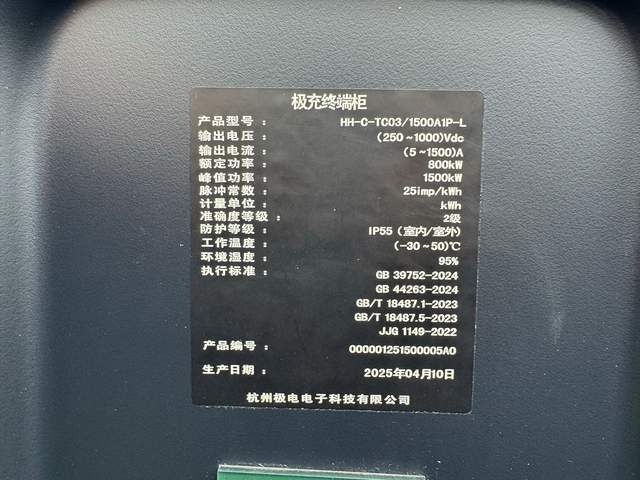 极充终端柜
产品型号： HH-C-TC03/1500A1P-L
输出电压： (250~1000)Vdc
输出电流： (5~1500)A
额定功率： 800kW
峰值功率： 1500kW
脉冲常数： 25imp/kWh
计量单位： kWh
准确度等级： 2级
防护等级： IP55（室内/室外）
工作温度： (-30~50)℃
环境湿度： 95%
执行标准： GB 39752-2024
GB 44263-2024
GB/T 18487.1-2023
GB/T 18487.5-2023
JJG 1149-2022
产品编号： 000001251500005A0
生产日期： 2025年04月10日
杭州极电电子科技有限公司